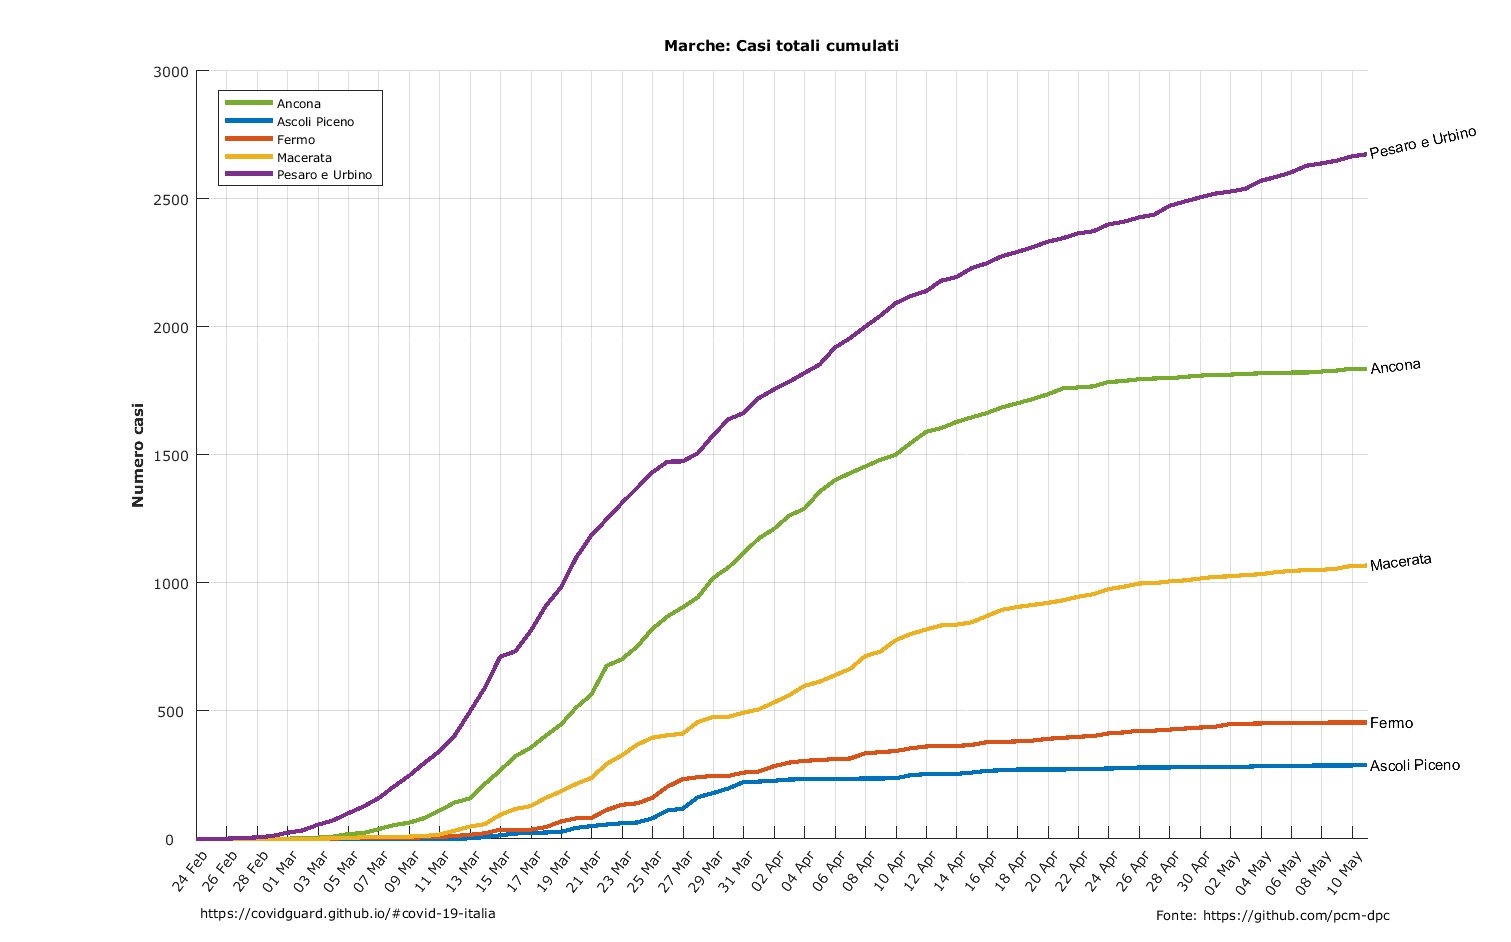 Marche: Casi totali cumulati
3000
2500
2000
1500
1000
500
0
Numero casi
Ancona
Ascoli Piceno
Fermo
Macerata
Pesaro e Urbino
Pesaro e Urbino
Ancona
Macerata
Fermo
Ascoli Piceno
24 Feb
26 Feb
28 Feb
01 Mar
03 Mar
05 Mar
07 Mar
09 Mar
11 Mar
13 Mar
15 Mar
17 Mar
19 Mar
21 Mar
23 Mar
25 Mar
27 Mar
29 Mar
31 Mar
02 Apr
04 Apr
06 Apr
08 Apr
10 Apr
12 Apr
14 Apr
16 Apr
18 Apr
20 Apr
22 Apr
24 Apr
26 Apr
28 Apr
30 Apr
02 May
04 May
06 May
08 May
10 May
https://covidguard.github.io/#covid-19-italia
Fonte: https://github.com/pcm-dpc